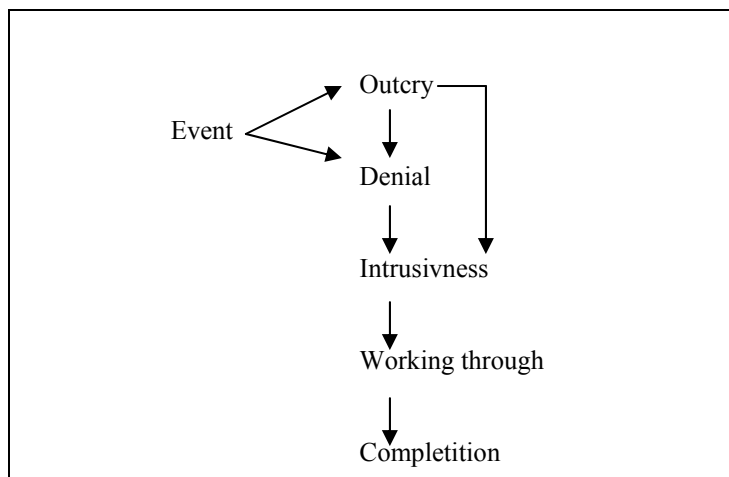 Outcry
Event
Denial
Intrusivness
Working through
Completition